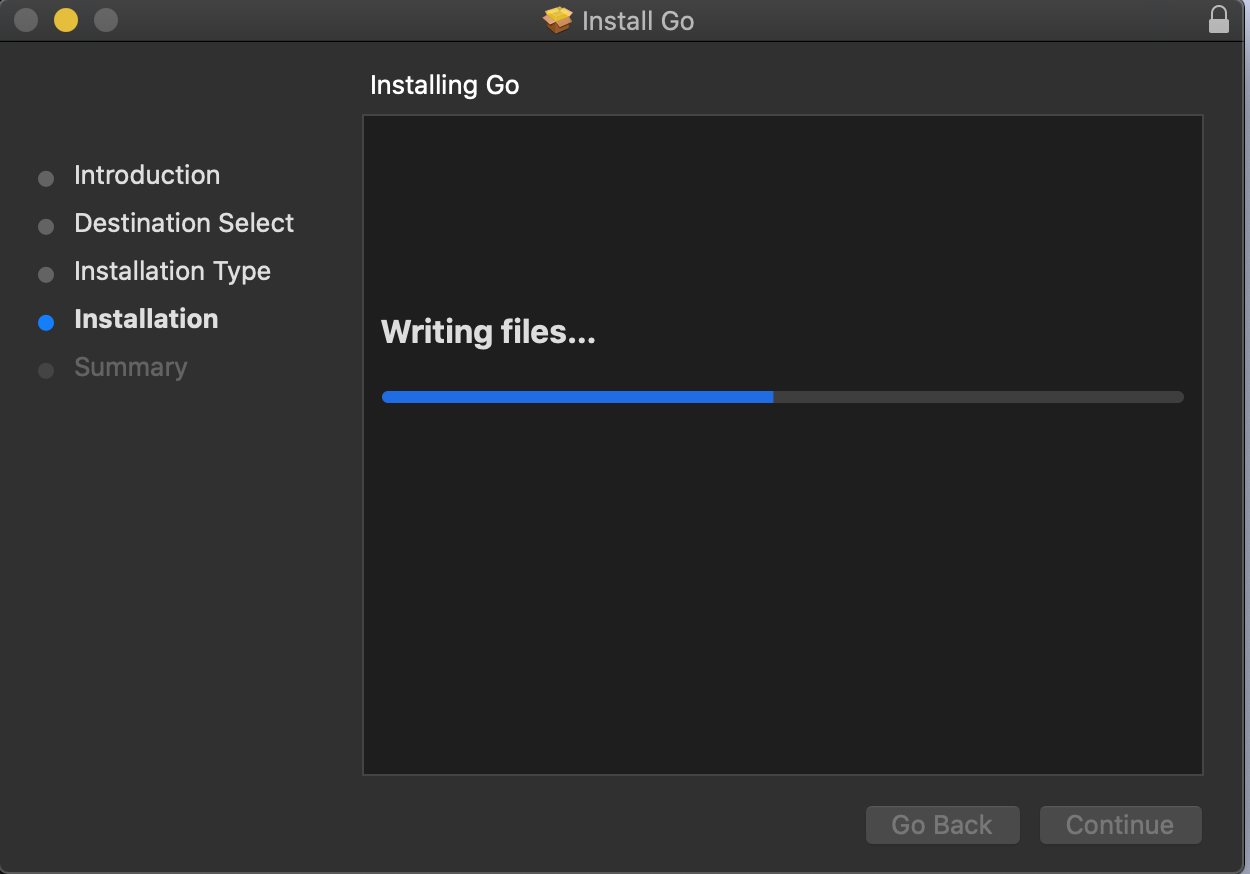 Install Go
Installing Go
Introduction
Destination Select
Installation Type
Installation
Summary
Writing files...
Go Back
Continue